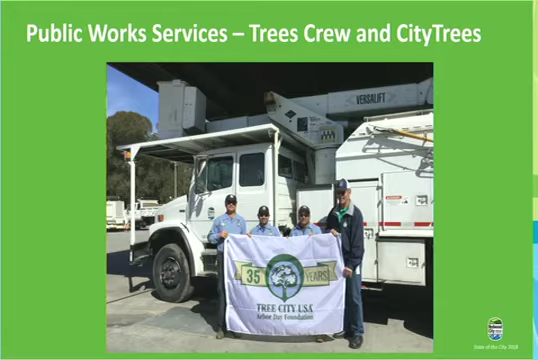 Public Works Services – Trees Crew and CityTrees
VERSALIFT
35 YEARS
TREE CITY USA
Arbor Day Foundation
State of the City 2018